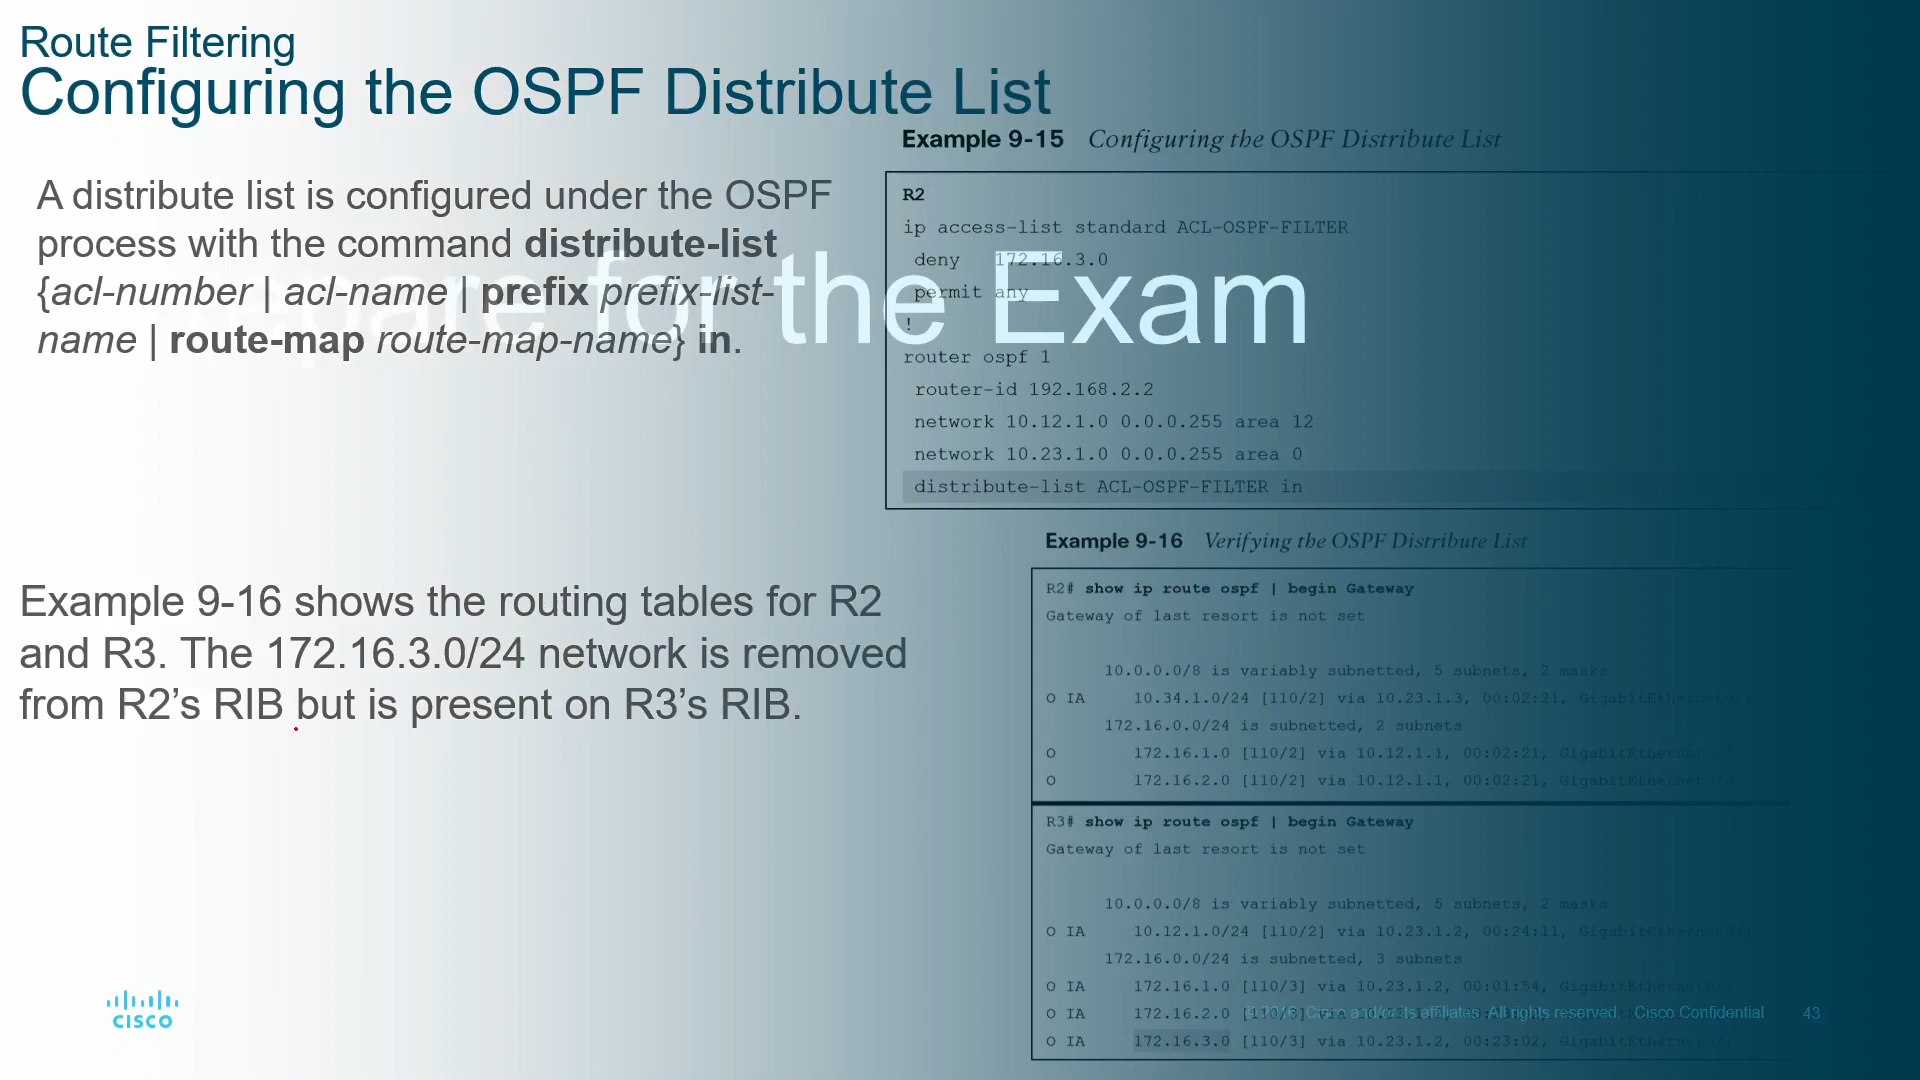 Route Filtering
Configuring the OSPF Distribute List
A distribute list is configured under the OSPF
process with the command distribute-list
{acl-number | acl-name | prefix prefix-list-
name | route-map route-map-name} in.
epare for the Exam
Example 9-15 Configuring the OSPF Distribute List
R2
ip access-list standard ACL-OSPF-FILTER
deny 172.16.3.0
permit any
!
router ospf 1
router-id 192.168.2.2
network 10.12.1.0 0.0.0.255 area 12
network 10.23.1.0 0.0.0.255 area 0
distribute-list ACL-OSPF-FILTER in
Example 9-16 shows the routing tables for R2
and R3. The 172.16.3.0/24 network is removed
from R2’s RIB but is present on R3’s RIB.
Example 9-16 Verifying the OSPF Distribute List
R2# show ip route ospf | begin Gateway
Gateway of last resort is not set
10.0.0.0/8 is variably subnetted, 5 subnets, 2 masks
O IA 10.34.1.0/24 [110/2] via 10.23.1.3, 00:02:21,
172.16.0.0/24 is subnetted, 2 subnets
O 172.16.1.0 [110/2] via 10.12.1.1, 00:02:21,
O 172.16.2.0 [110/2] via 10.12.1.1, 00:02:21,
R3# show ip route ospf | begin Gateway
Gateway of last resort is not set
10.0.0.0/8 is variably subnetted, 5 subnets, 2 masks
O IA 10.12.1.0/24 [110/2] via 10.23.1.2, 00:24:11,
172.16.0.0/24 is subnetted, 3 subnets
O IA 172.16.1.0 [110/3] via 10.23.1.2, 00:01:54,
O IA 172.16.2.0
O IA 172.16.3.0 [110/3] via 10.23.1.2, 00:23:02,
CISCO
© 2016 Cisco and/or its affiliates. All rights reserved. Cisco Confidential
43